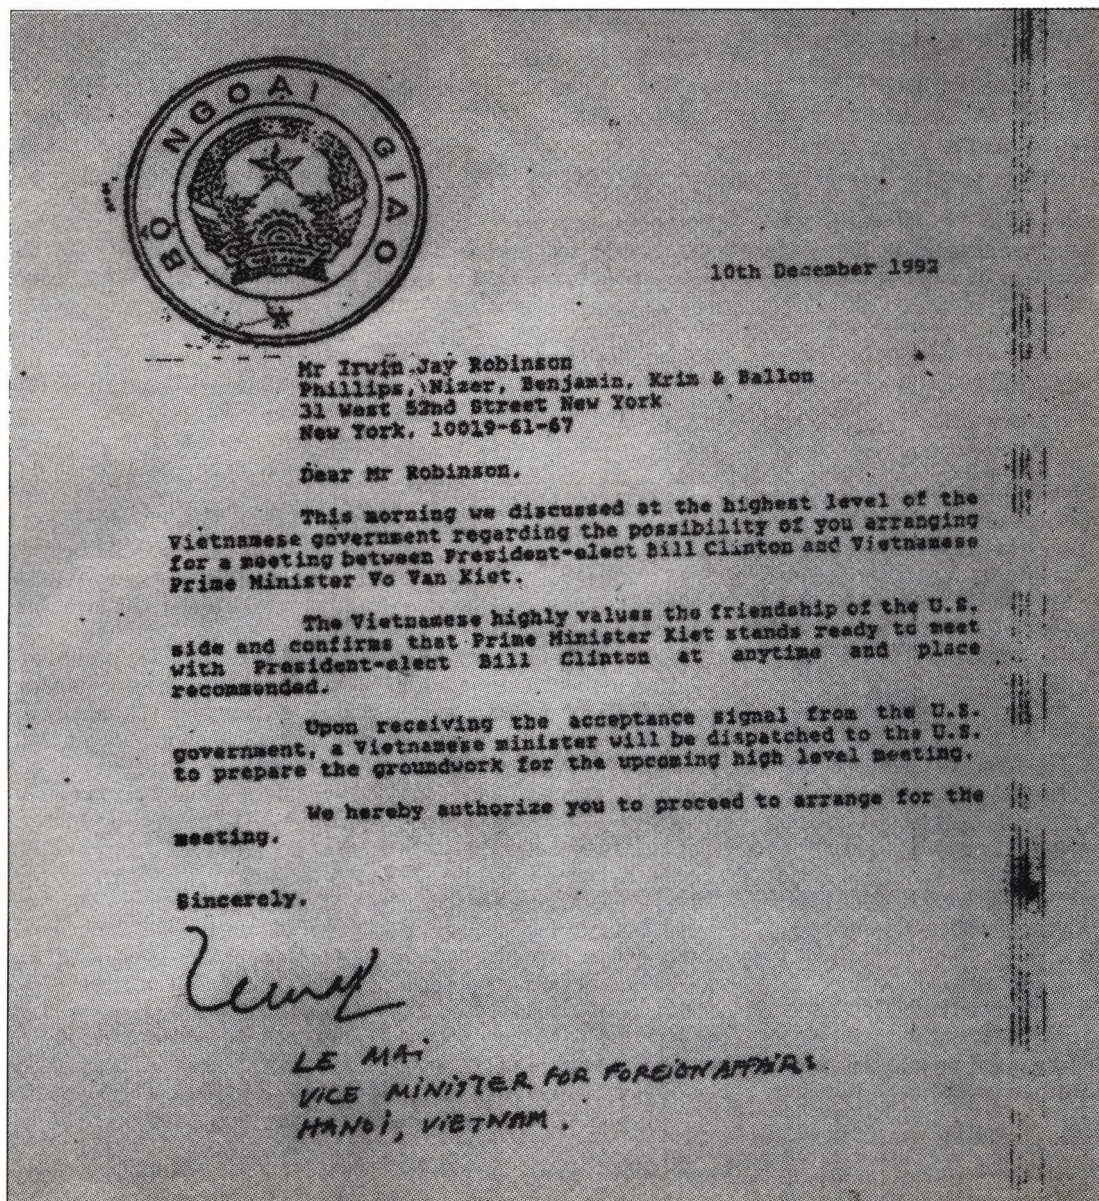 BỘ NGOẠI GIAO
10th December 1992
Mr Irwin Jay Robinson
Phillips, Nizer, Benjamin, Krim & Ballon
31 West 52nd Street New York
New York, 10019-61-67
Dear Mr Robinson.
This morning we discussed at the highest level of the
Vietnamese government regarding the possibility of you arranging
for a meeting between President-elect Bill Clinton and Vietnamese
Prime Minister Vo Van Kiet.
The Vietnamese highly values the friendship of the U.S.
side and confirms that Prime Minister Kiet stands ready to meet
with President-elect Bill Clinton at anytime and place
recommended.
Upon receiving the acceptance signal from the U.S.
government, a Vietnamese minister will be dispatched to the U.S.
to prepare the groundwork for the upcoming high level meeting.
We hereby authorize you to proceed to arrange for the
meeting.
Sincerely.
LE MAI
VICE MINISTER FOR FOREIGN AFFAIRS
HANOI, VIETNAM.